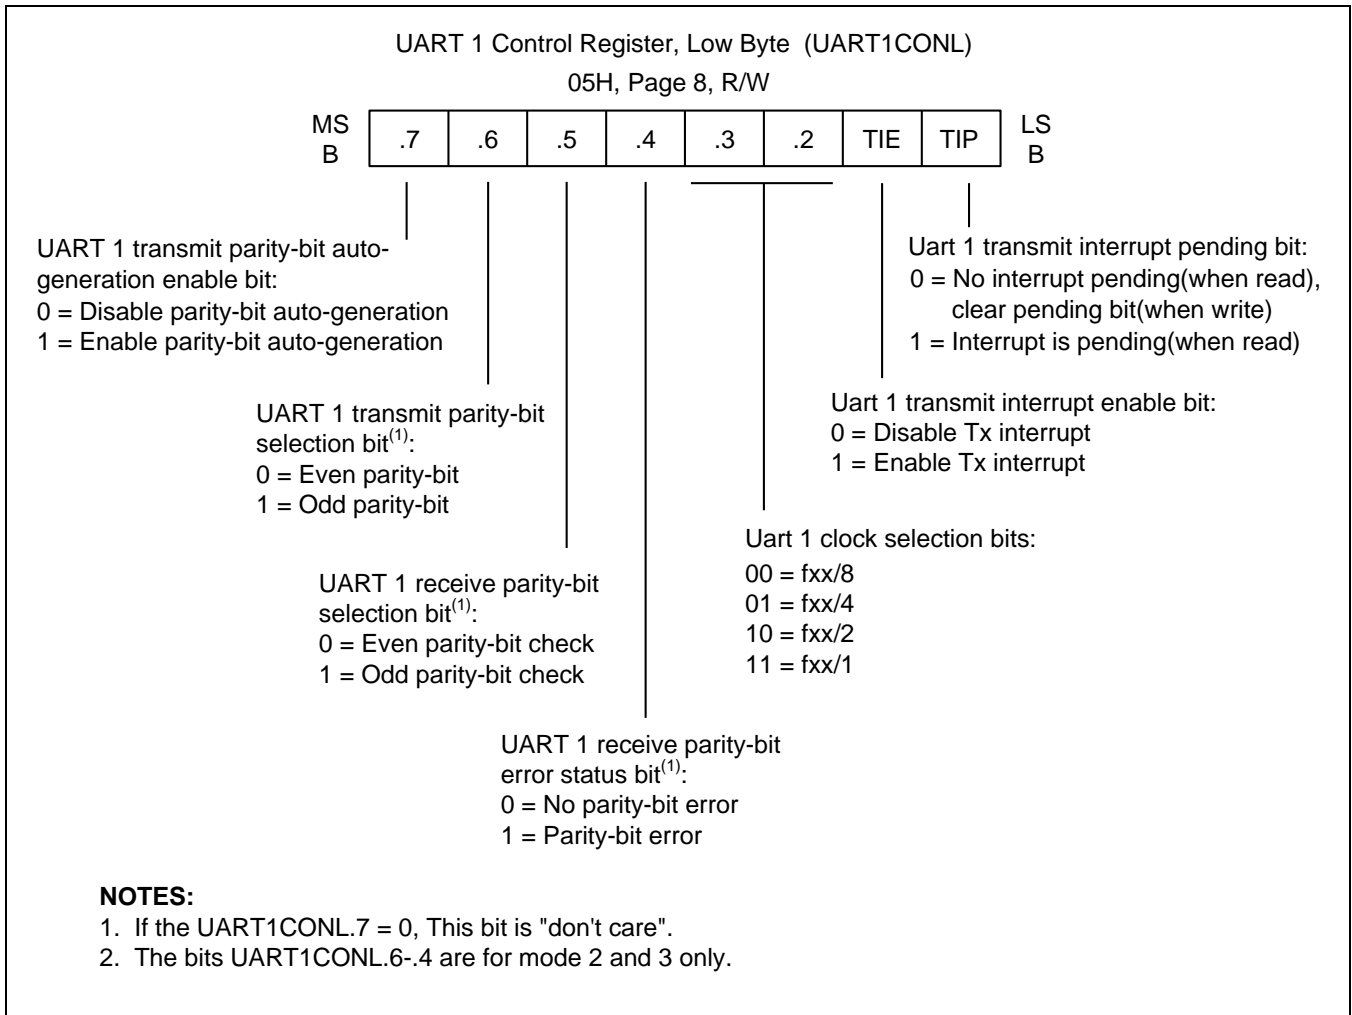 UART 1 Control Register, Low Byte (UART1CONL)
05H, Page 8, R/W
MS
B
.7 .6 .5 .4 .3 .2 TIE TIP
LS
B
UART 1 transmit parity-bit auto-
generation enable bit:
0 = Disable parity-bit auto-generation
1 = Enable parity-bit auto-generation
Uart 1 transmit interrupt pending bit:
0 = No interrupt pending(when read),
clear pending bit(when write)
1 = Interrupt is pending(when read)
UART 1 transmit parity-bit
selection bit(1):
0 = Even parity-bit
1 = Odd parity-bit
Uart 1 transmit interrupt enable bit:
0 = Disable Tx interrupt
1 = Enable Tx interrupt
UART 1 receive parity-bit
selection bit(1):
0 = Even parity-bit check
1 = Odd parity-bit check
Uart 1 clock selection bits:
00 = fxx/8
01 = fxx/4
10 = fxx/2
11 = fxx/1
UART 1 receive parity-bit
error status bit(1):
0 = No parity-bit error
1 = Parity-bit error
NOTES:
1. If the UART1CONL.7 = 0, This bit is "don't care".
2. The bits UART1CONL.6-.4 are for mode 2 and 3 only.